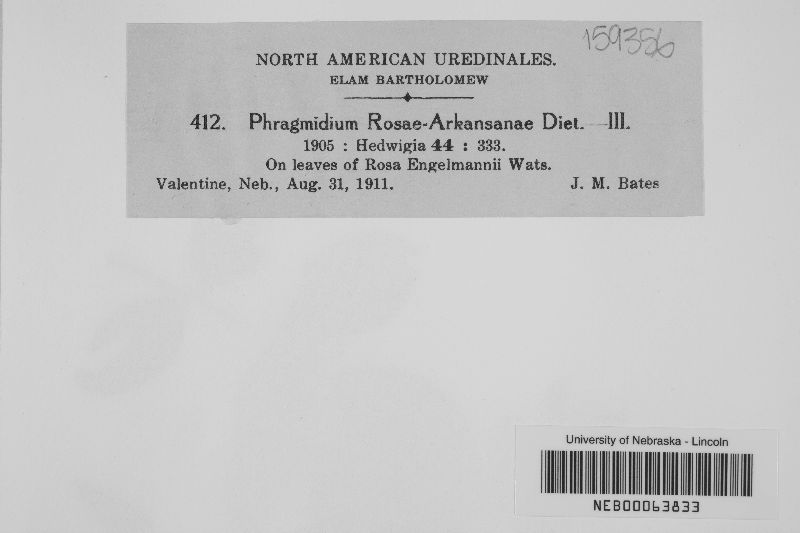 159356
NORTH AMERICAN UREDINALES.
ELAM BARTHOLOMEW
412. Phragmidium Rosae-Arkansanae Diet. —III.
1905 : Hedwigia 44 : 333.
On leaves of Rosa Engelmannii Wats.
Valentine, Neb., Aug. 31, 1911. J. M. Bates
University of Nebraska - Lincoln
NEB00063833